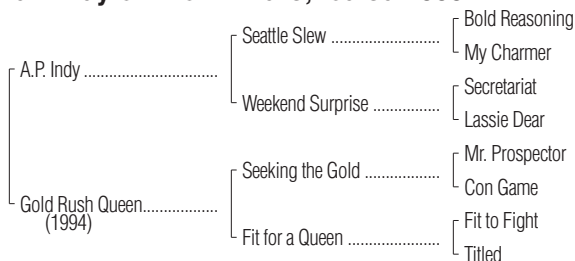 Bold Reasoning
Seattle Slew ....................
My Charmer
A.P. Indy ..............................
Secretariat
Weekend Surprise ................
Lassie Dear
Mr. Prospector
Seeking the Gold .................
Con Game
Gold Rush Queen.................
(1994)
Fit to Fight
Fit for a Queen .....................
Titled